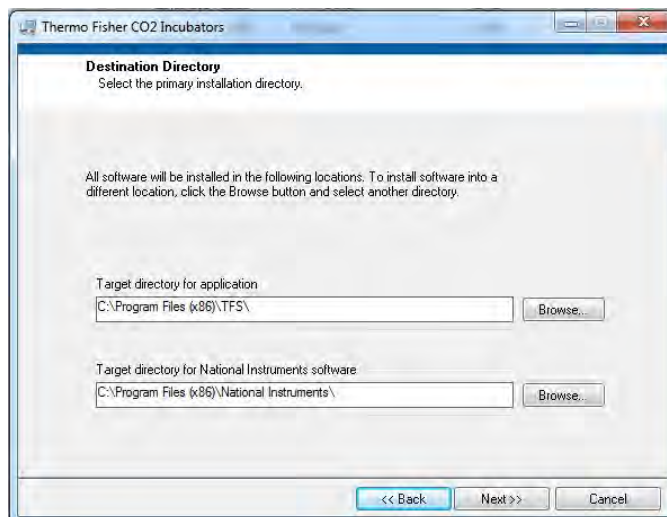 Thermo Fisher CO2 Incubators
Destination Directory
Select the primary installation directory.
All software will be installed in the following locations. To install software into a
different location, click the Browse button and select another directory.
Target directory for application
C:\Program Files (x86)\TFS\
Browse...
Target directory for National Instruments software
C:\Program Files (x86)\National Instruments\
Browse...
<< Back
Next >>
Cancel